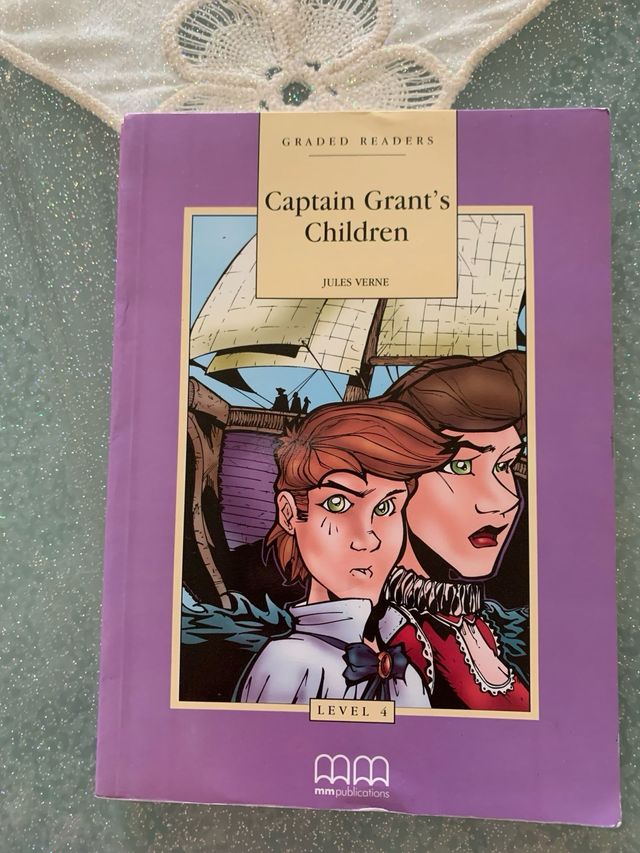 GRADED READERS
Captain Grant's
Children
JULES VERNE
LEVEL 4
mm publications